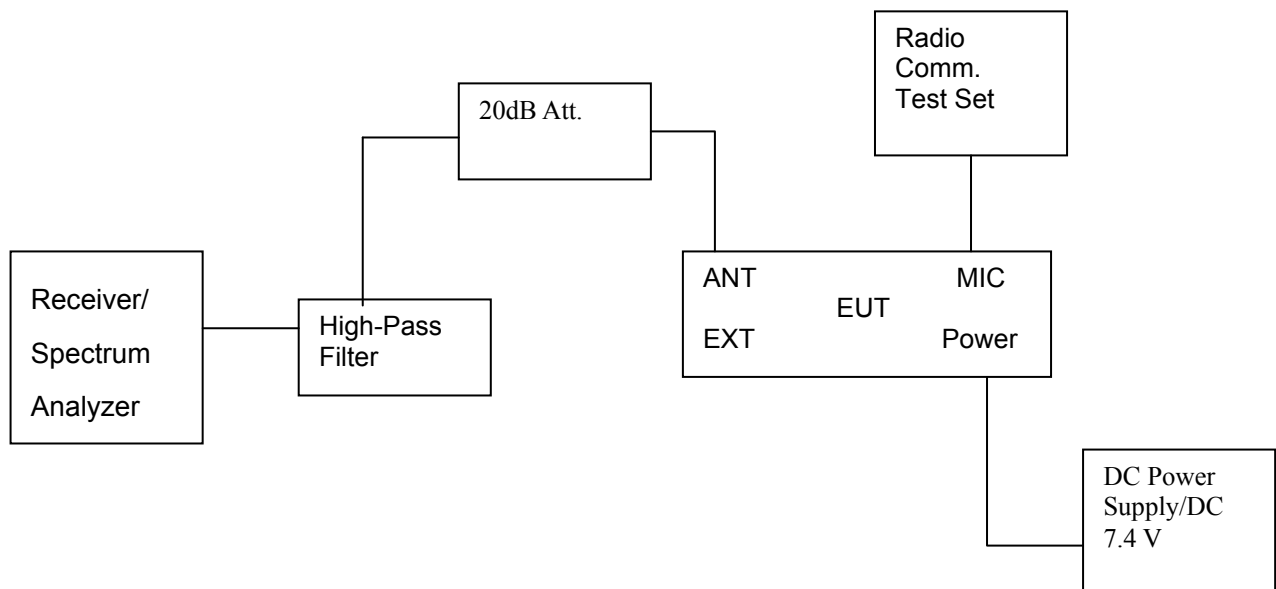 Radio
Comm.
Test Set
20dB Att.
Receiver/
Spectrum
Analyzer
High-Pass
Filter
ANT
MIC
EUT
EXT
Power
DC Power
Supply/DC
7.4 V